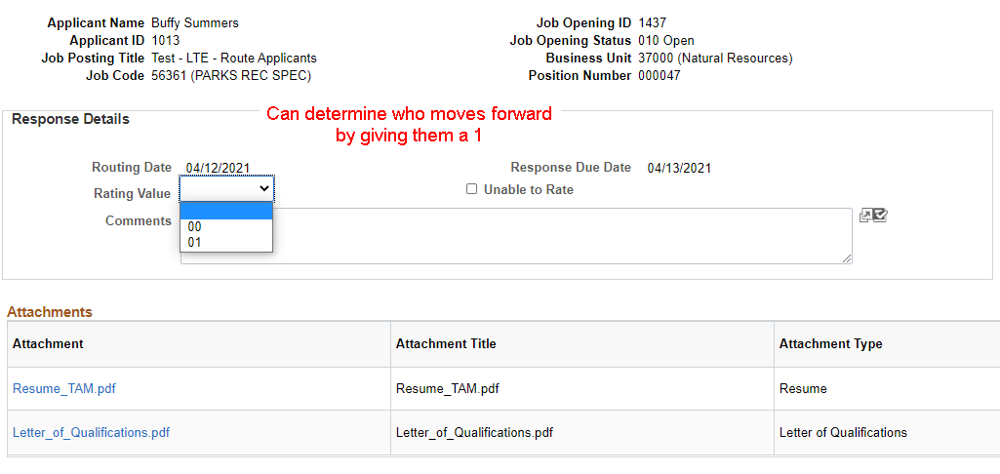 Applicant Name Buffy Summers Job Opening ID 1437
Applicant ID 1013 Job Opening Status 010 Open
Job Posting Title Test - LTE - Route Applicants Business Unit 37000 (Natural Resources)
Job Code 56361 (PARKS REC SPEC) Position Number 000047
Response Details
Can determine who moves forward
by giving them a 1
Routing Date 04/12/2021 Response Due Date 04/13/2021
Rating Value Unable to Rate
Comments
00
01
Attachments
Attachment Attachment Title Attachment Type
Resume_TAM.pdf Resume_TAM.pdf Resume
Letter_of_Qualifications.pdf Letter_of_Qualifications.pdf Letter of Qualifications